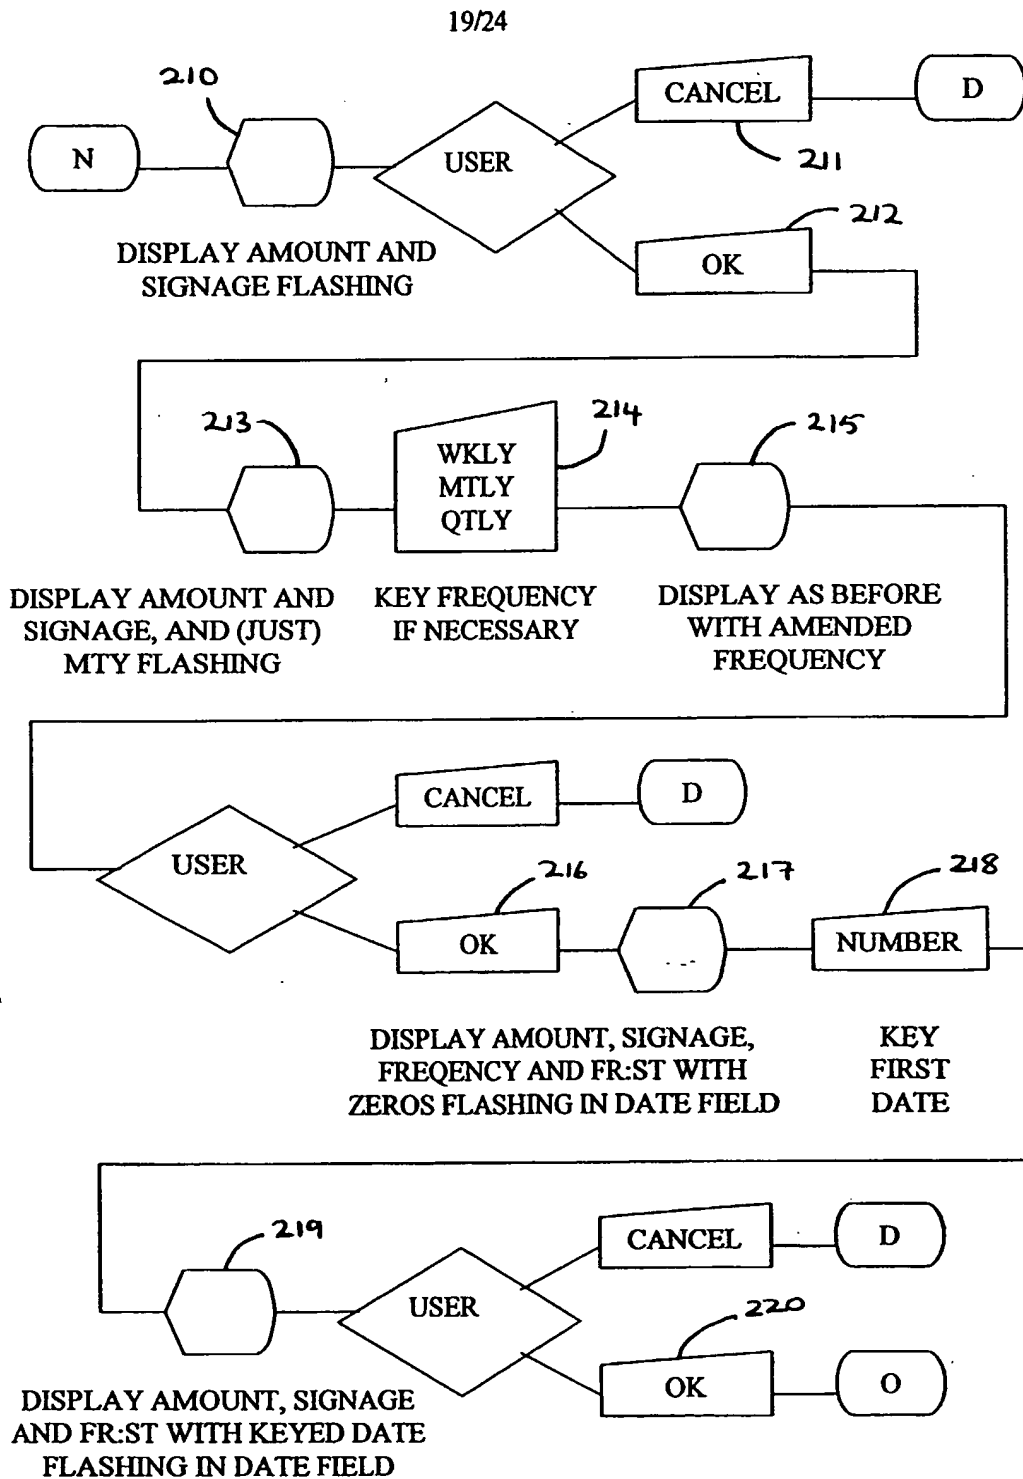 19/24
210
CANCEL
D
N
USER
211
212
OK
DISPLAY AMOUNT AND
SIGNAGE FLASHING
213
214
215
WKLY
MTLY
QTLY
DISPLAY AMOUNT AND
SIGNAGE, AND (JUST)
MTY FLASHING
KEY FREQUENCY
IF NECESSARY
DISPLAY AS BEFORE
WITH AMENDED
FREQUENCY
CANCEL
D
USER
216
217
218
OK
NUMBER
DISPLAY AMOUNT, SIGNAGE,
FREQENCY AND FR:ST WITH
ZEROS FLASHING IN DATE FIELD
KEY
FIRST
DATE
219
CANCEL
D
USER
220
OK
O
DISPLAY AMOUNT, SIGNAGE
AND FR:ST WITH KEYED DATE
FLASHING IN DATE FIELD